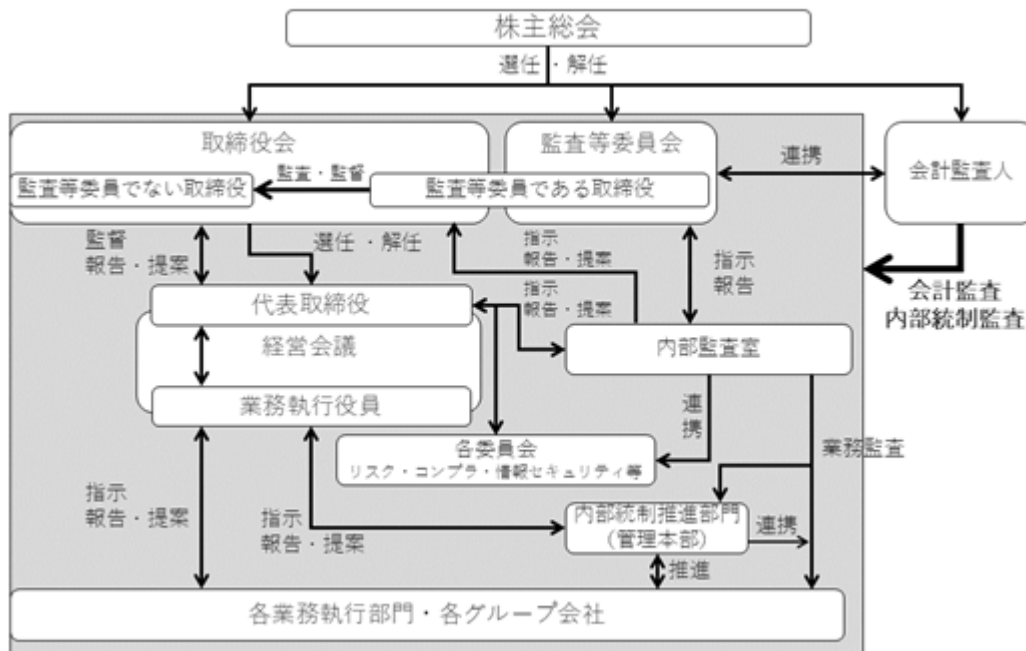 株主総会
選任・解任
取締役会
監査等委員会
連携
会計監査人
監査等委員でない取締役
監査・監督
監査等委員である取締役
監督
報告・提案
選任・解任
指示
報告・提案
指示
報告
会計監査
内部統制監査
代表取締役
指示
報告・提案
経営会議
内部監査室
業務執行役員
連携
各委員会
リスク・コンプラ・情報セキュリティ等
業務監査
指示
報告・提案
指示
報告・提案
内部統制推進部門
(管理本部)
連携
推進
各業務執行部門・各グループ会社